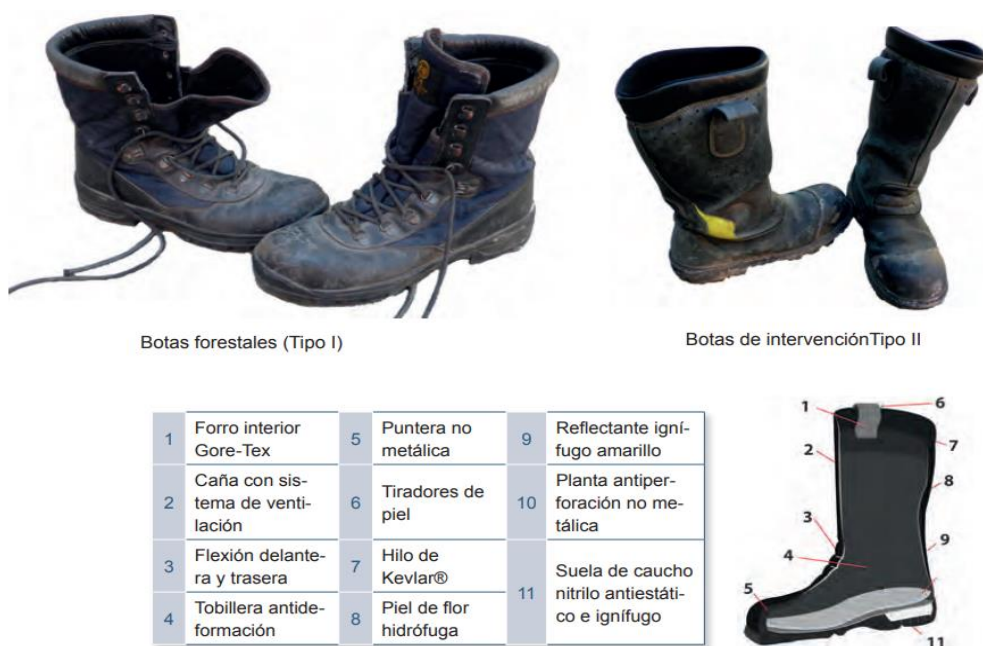 Botas forestales (Tipo I)
Botas de intervenciónTipo II
1
Forro interior
Gore-Tex
5
Puntera no
metálica
9
Reflectante igní-
fugo amarillo
2
Caña con sis-
tema de venti-
lación
6
Tiradores de
piel
10
Planta antiper-
foración no me-
tálica
3
Flexión delante-
ra y trasera
7
Hilo de
Kevlar®
11
Suela de caucho
nitrilo antiestáti-
co e ignífugo
4
Tobillera antide-
formación
8
Piel de flor
hidrófuga
1
6
2
7
8
3
9
4
5
11